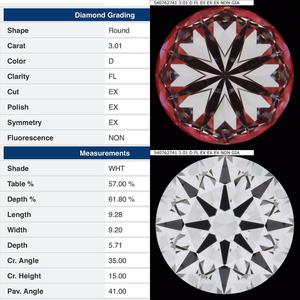 Diamond Grading
Shape Round
Carat 3.01
Color D
Clarity FL
Cut EX
Polish EX
Symmetry EX
Fluorescence NON
Measurements
Shade WHT
Table % 57.00 %
Depth % 61.80 %
Length 9.28
Width 9.20
Depth 5.71
Cr. Angle 35.00
Cr. Height 15.00
Pav. Angle 41.00
540762741 3.01 D FL EX EX EX NON GIA
540762741 3.01 D FL EX EX EX NON GIA